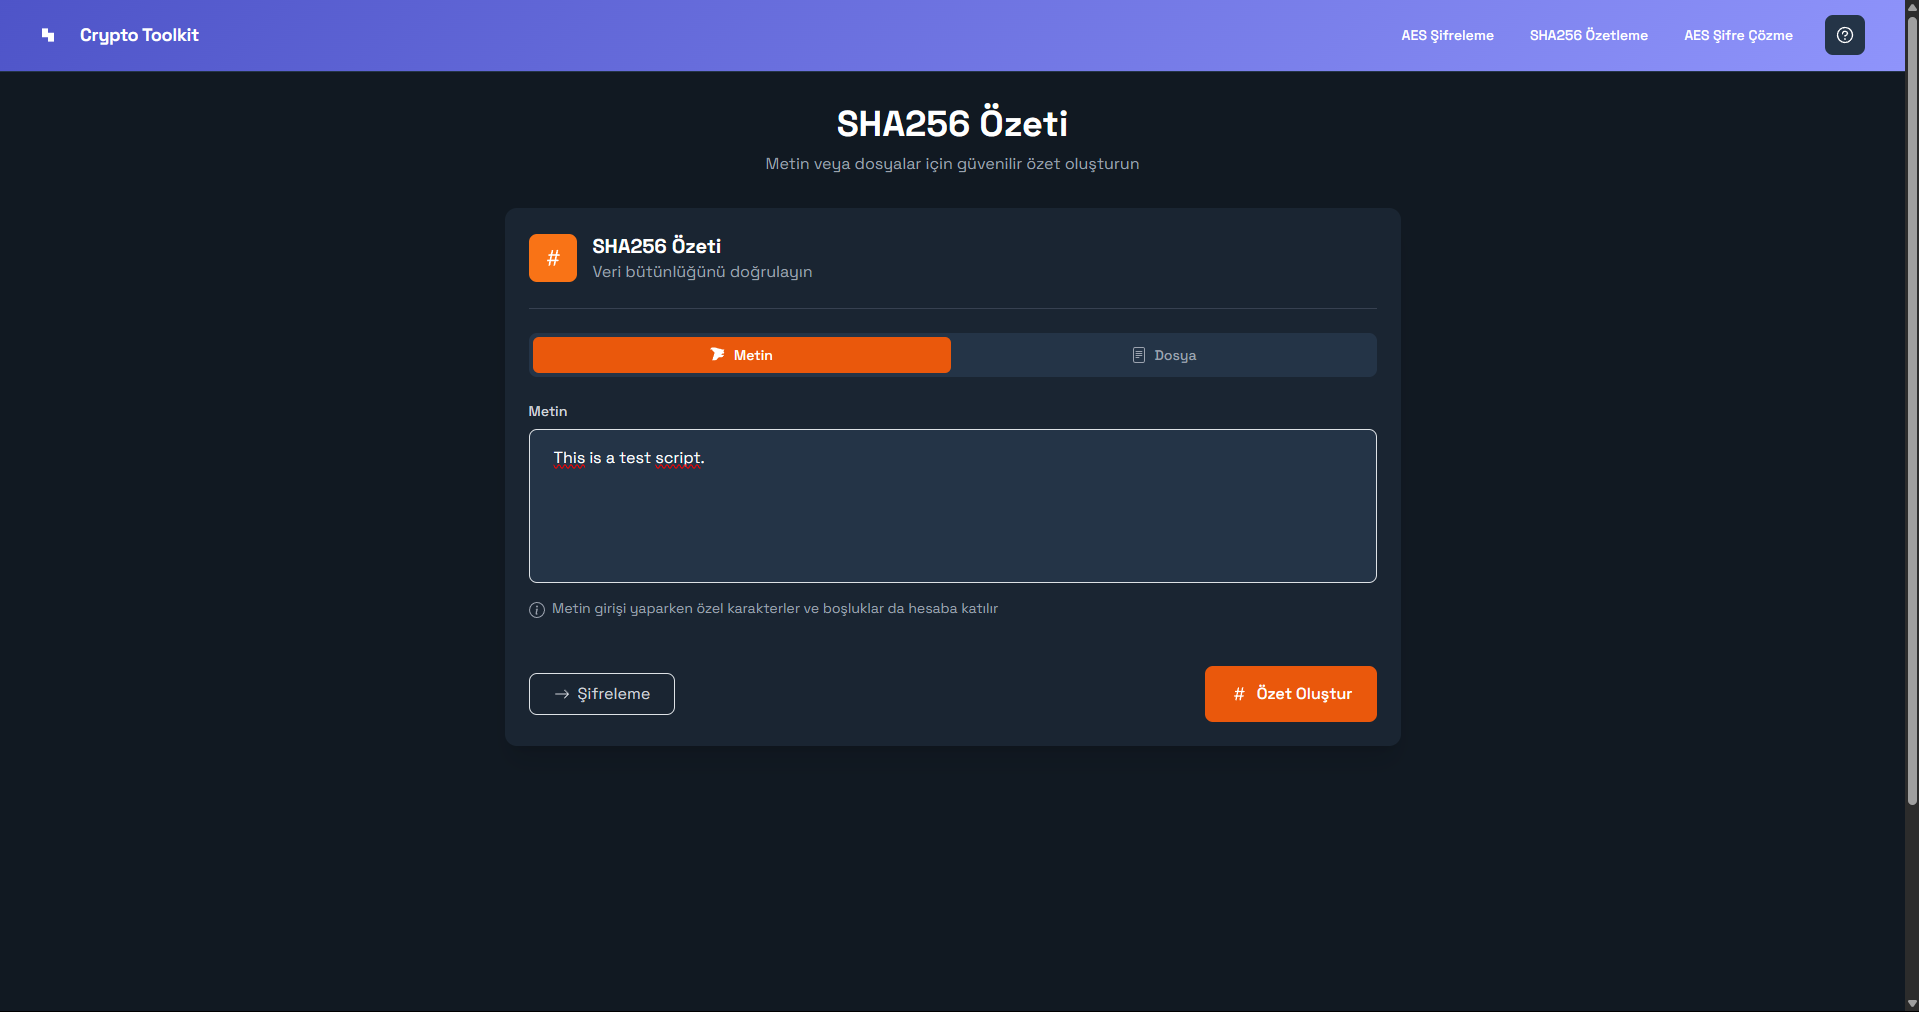 Crypto Toolkit
AES Şifreleme
SHA256 Özetleme
AES Şifre Çözme
SHA256 Özeti
Metin veya dosyalar için güvenilir özet oluşturun
#
SHA256 Özeti
Veri bütünlüğünü doğrulayın
Metin
Dosya
Metin
This is a test script.
Metin girişi yaparken özel karakterler ve boşluklar da hesaba katılır
→ Şifreleme
# Özet Oluştur